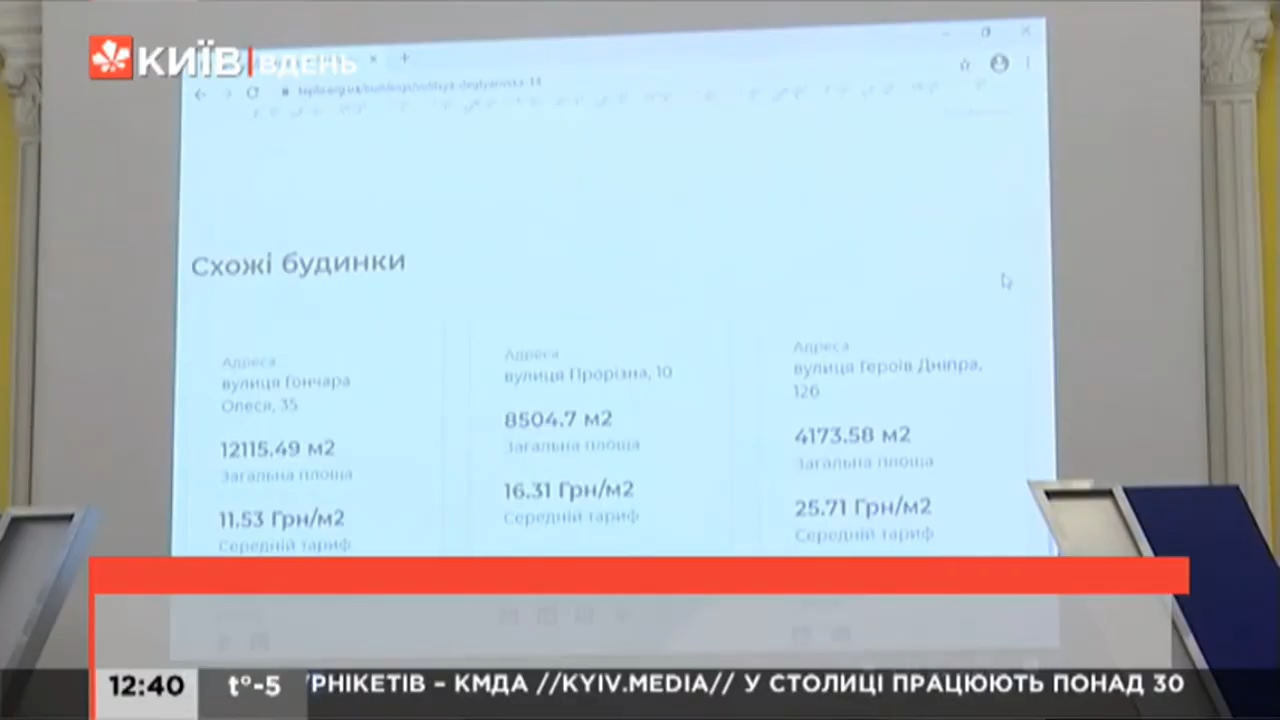 КИЇВ|ВДЕНЬ
Схожі будинки
Адреса
вулиця Гончара
Олеся, 35
12115.49 м2
Загальна площа
11.53 Грн/м2
Середній тариф
Адреса
вулиця Прорізна, 10
8504.7 м2
Загальна площа
16.31 Грн/м2
Середній тариф
Адреса
вулиця Героїв Дніпра,
12б
4173.58 м2
Загальна площа
25.71 Грн/м2
Середній тариф
12:40 t°-5 РНІКЕТІВ – КМДА //KYIV.MEDIA// У СТОЛИЦІ ПРАЦЮЮТЬ ПОНАД 30